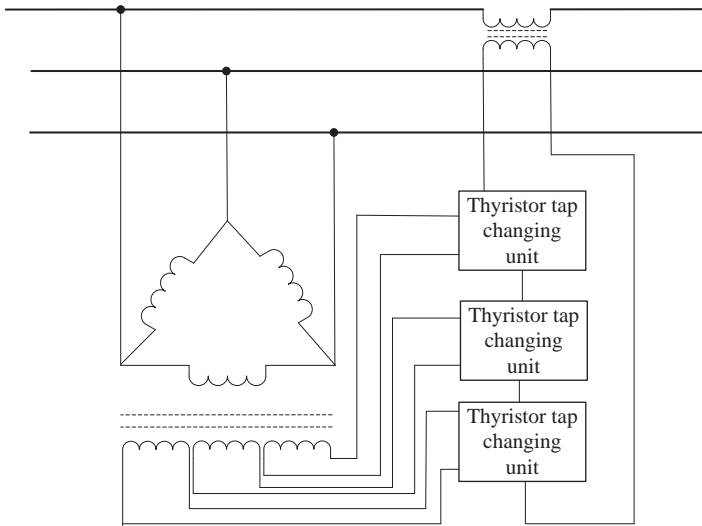 Thyristor tap
changing
unit
Thyristor tap
changing
unit
Thyristor tap
changing
unit